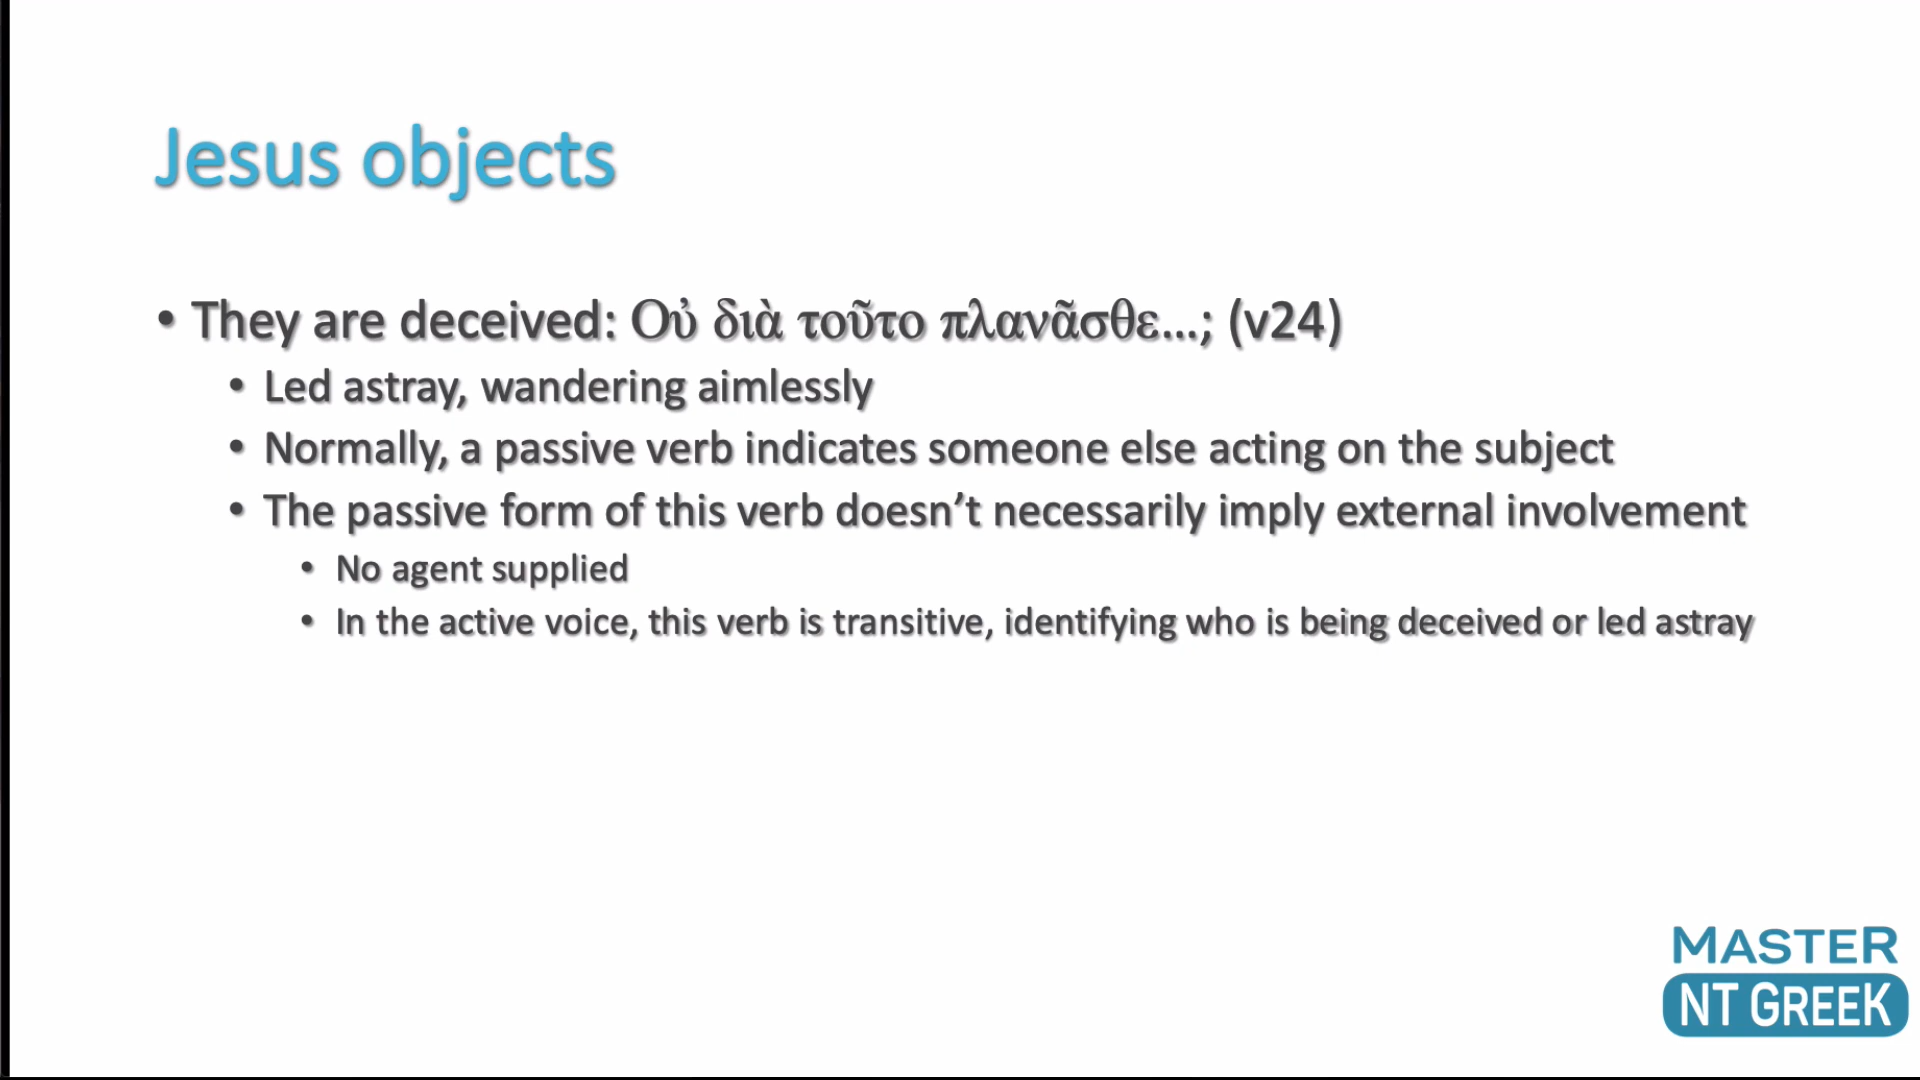 Jesus objects
• They are deceived: Οὐ διὰ τοῦτο πλανᾶσθε...; (v24)
• Led astray, wandering aimlessly
• Normally, a passive verb indicates someone else acting on the subject
• The passive form of this verb doesn’t necessarily imply external involvement
• No agent supplied
• In the active voice, this verb is transitive, identifying who is being deceived or led astray
MASTER
NT GREEK